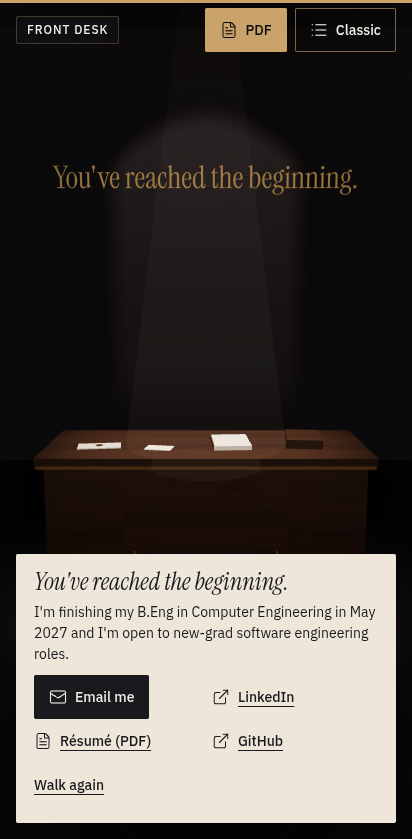 FRONT DESK
PDF
Classic
You've reached the beginning.
You've reached the beginning.
I'm finishing my B.Eng in Computer Engineering in May
2027 and I'm open to new-grad software engineering
roles.
Email me
LinkedIn
Résumé (PDF)
GitHub
Walk again